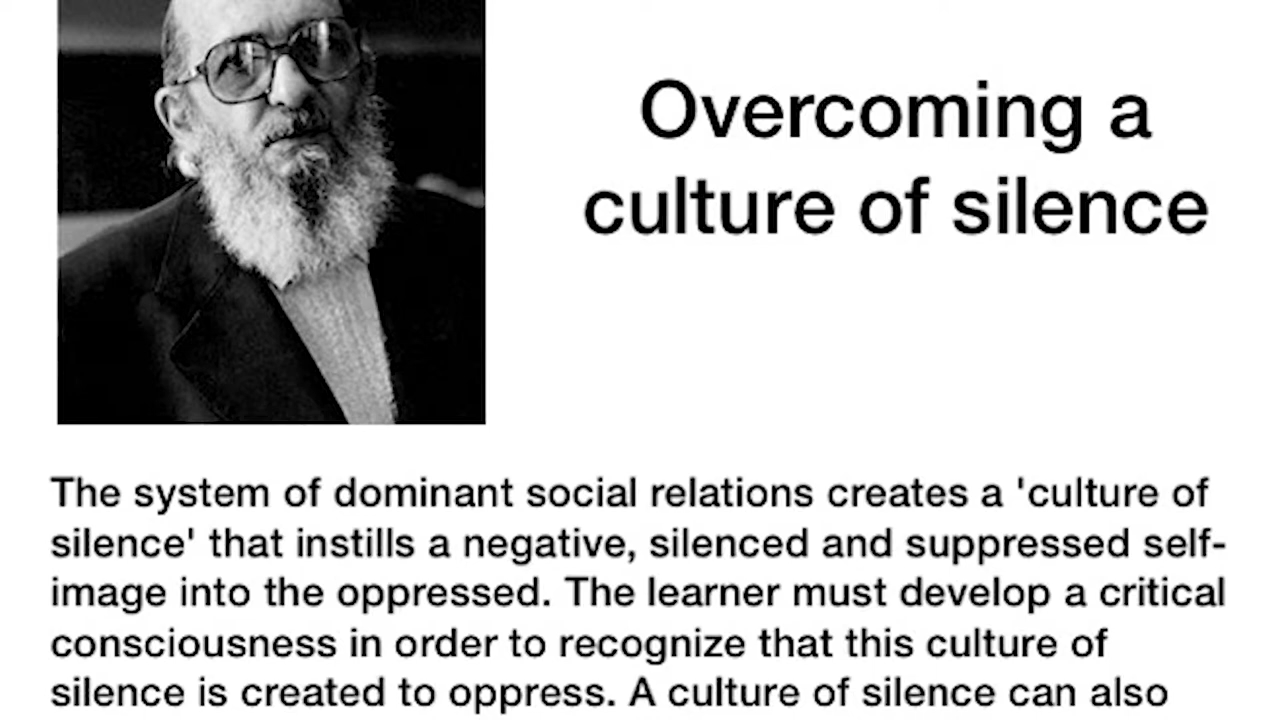 Overcoming a
culture of silence
The system of dominant social relations creates a 'culture of
silence' that instills a negative, silenced and suppressed self-
image into the oppressed. The learner must develop a critical
consciousness in order to recognize that this culture of
silence is created to oppress. A culture of silence can also